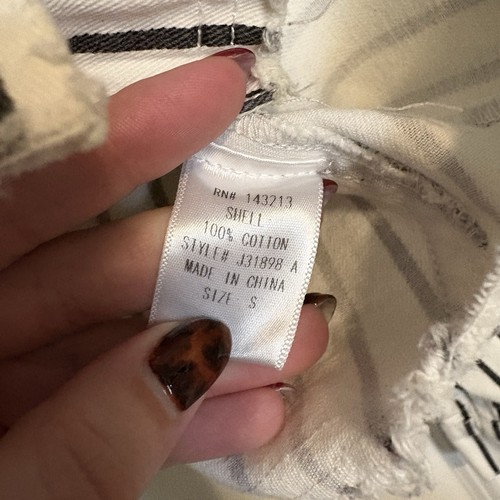 RN# 143213
SHELL:
100% COTTON
STYLE# J31898 A
MADE IN CHINA
SIZE S